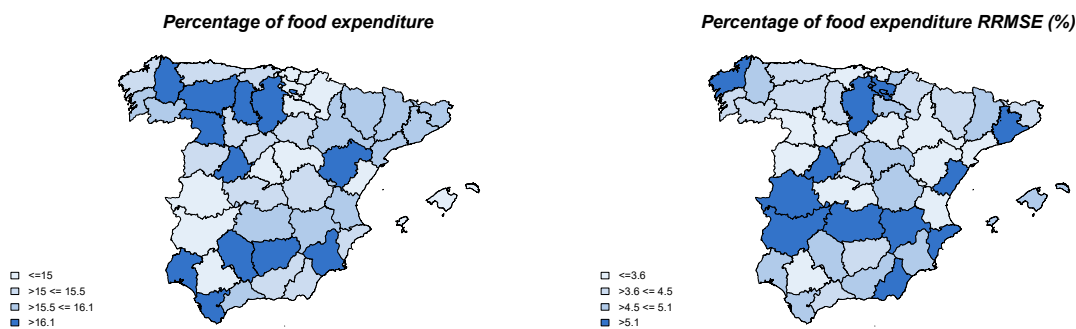 Percentage of food expenditure
<=15
>15 <= 15.5
>15.5 <= 16.1
>16.1
Percentage of food expenditure RRMSE (%)
<=3.6
>3.6 <= 4.5
>4.5 <= 5.1
>5.1